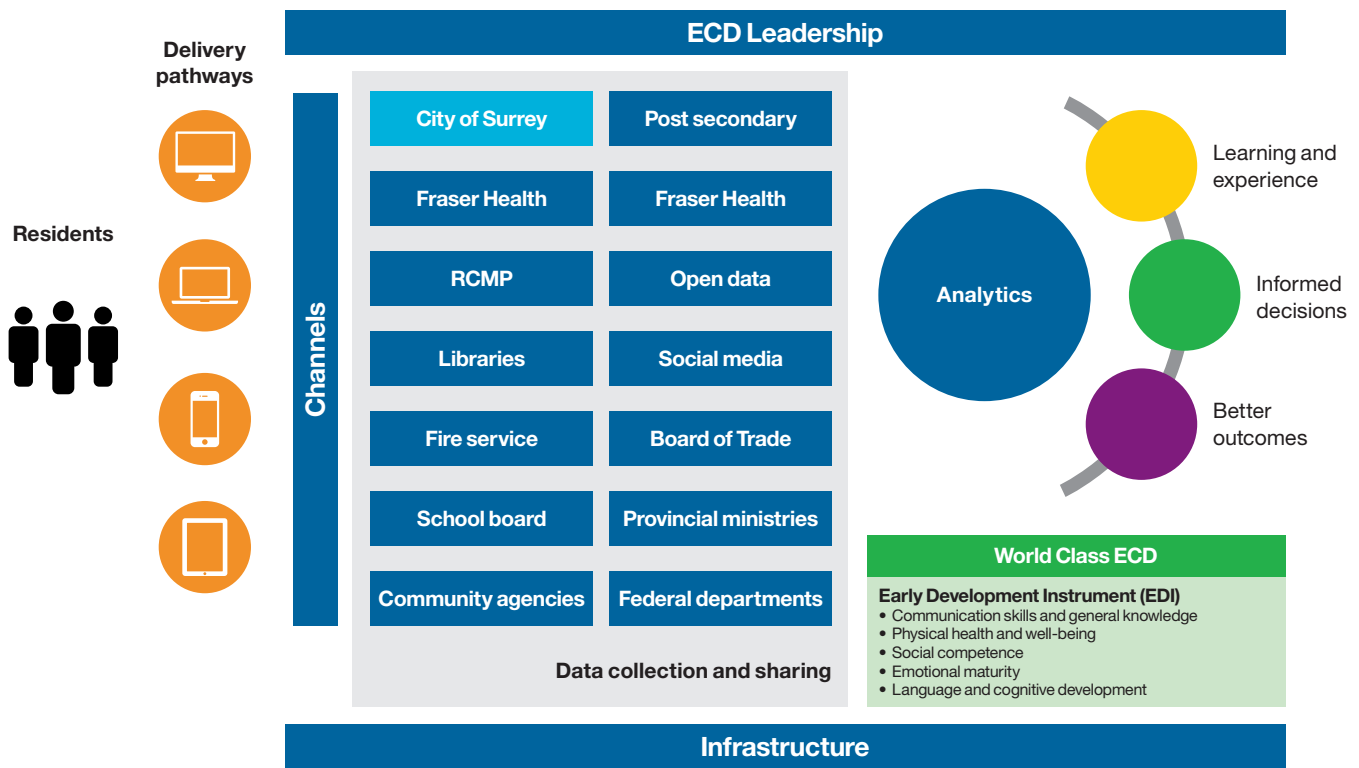 ECD Leadership
Delivery
pathways
Residents
Channels
City of Surrey
Post secondary
Fraser Health
Fraser Health
RCMP
Open data
Libraries
Social media
Fire service
Board of Trade
School board
Provincial ministries
Community agencies
Federal departments
Data collection and sharing
Analytics
Learning and
experience
Informed
decisions
Better
outcomes
World Class ECD
Early Development Instrument (EDI)
• Communication skills and general knowledge
• Physical health and well-being
• Social competence
• Emotional maturity
• Language and cognitive development
Infrastructure